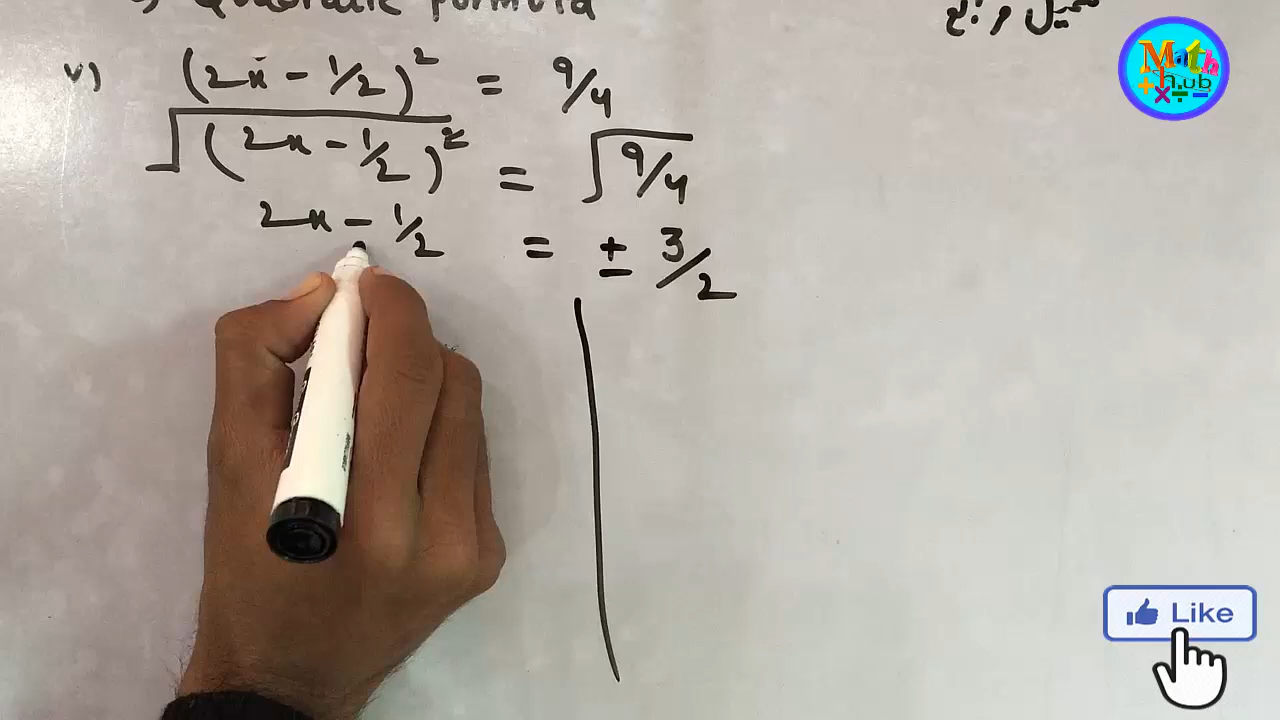 Quadratic formula
v) (2x - 1/2)² = 9/4
√(2x - 1/2)² = √9/4
2x - 1/2 = ± 3/2
Math
hub
+×÷=
Like